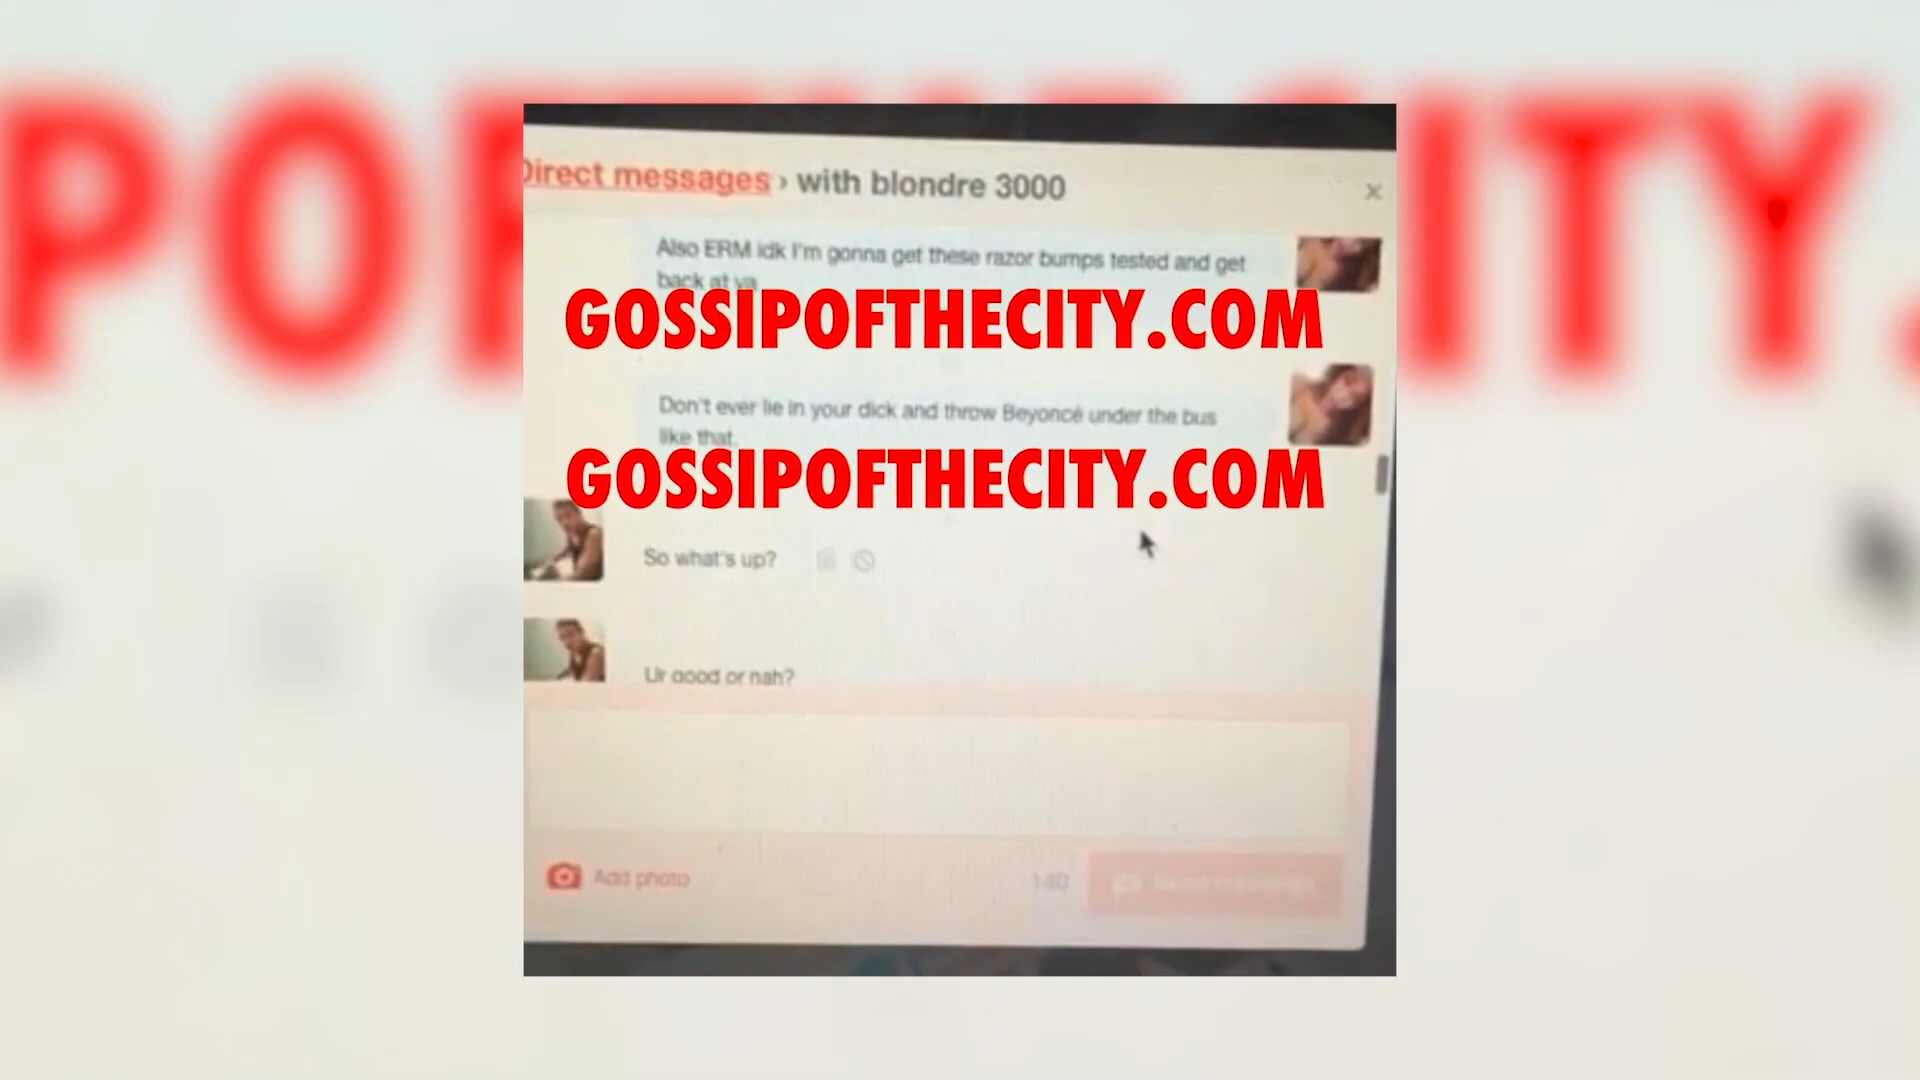 Direct messages › with blondre 3000
Also ERM idk I'm gonna get these razor bumps tested and get
back at ya
GOSSIPOFTHECITY.COM
Don't ever lie in your dick and throw Beyoncé under the bus
like that.
GOSSIPOFTHECITY.COM
So what's up?
Ur good or nah?
Add photo
140